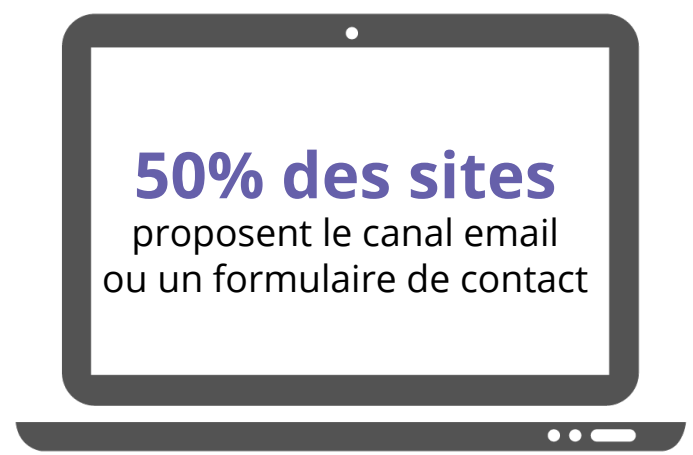 50% des sites
proposent le canal email
ou un formulaire de contact